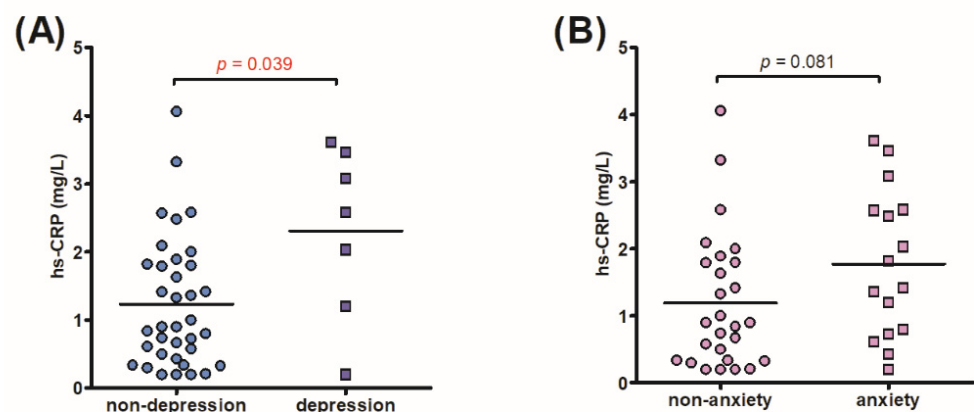 (A)
p = 0.039
hs-CRP (mg/L)
5
4
3
2
1
0
non-depression depression
(B)
p = 0.081
hs-CRP (mg/L)
5
4
3
2
1
0
non-anxiety anxiety